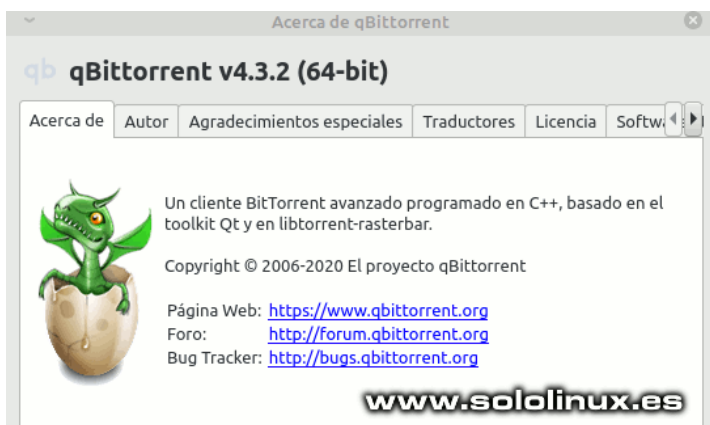 Acerca de qBittorrent
qb qBittorrent v4.3.2 (64-bit)
Acerca de Autor Agradecimientos especiales Traductores Licencia
Un cliente BitTorrent avanzado programado en C++, basado en el
toolkit Qt y en libtorrent-rasterbar.
Copyright © 2006-2020 El proyecto qBittorrent
Página Web: https://www.qbittorrent.org
Foro: http://forum.qbittorrent.org
Bug Tracker: http://bugs.qbittorrent.org
www.sololinux.es